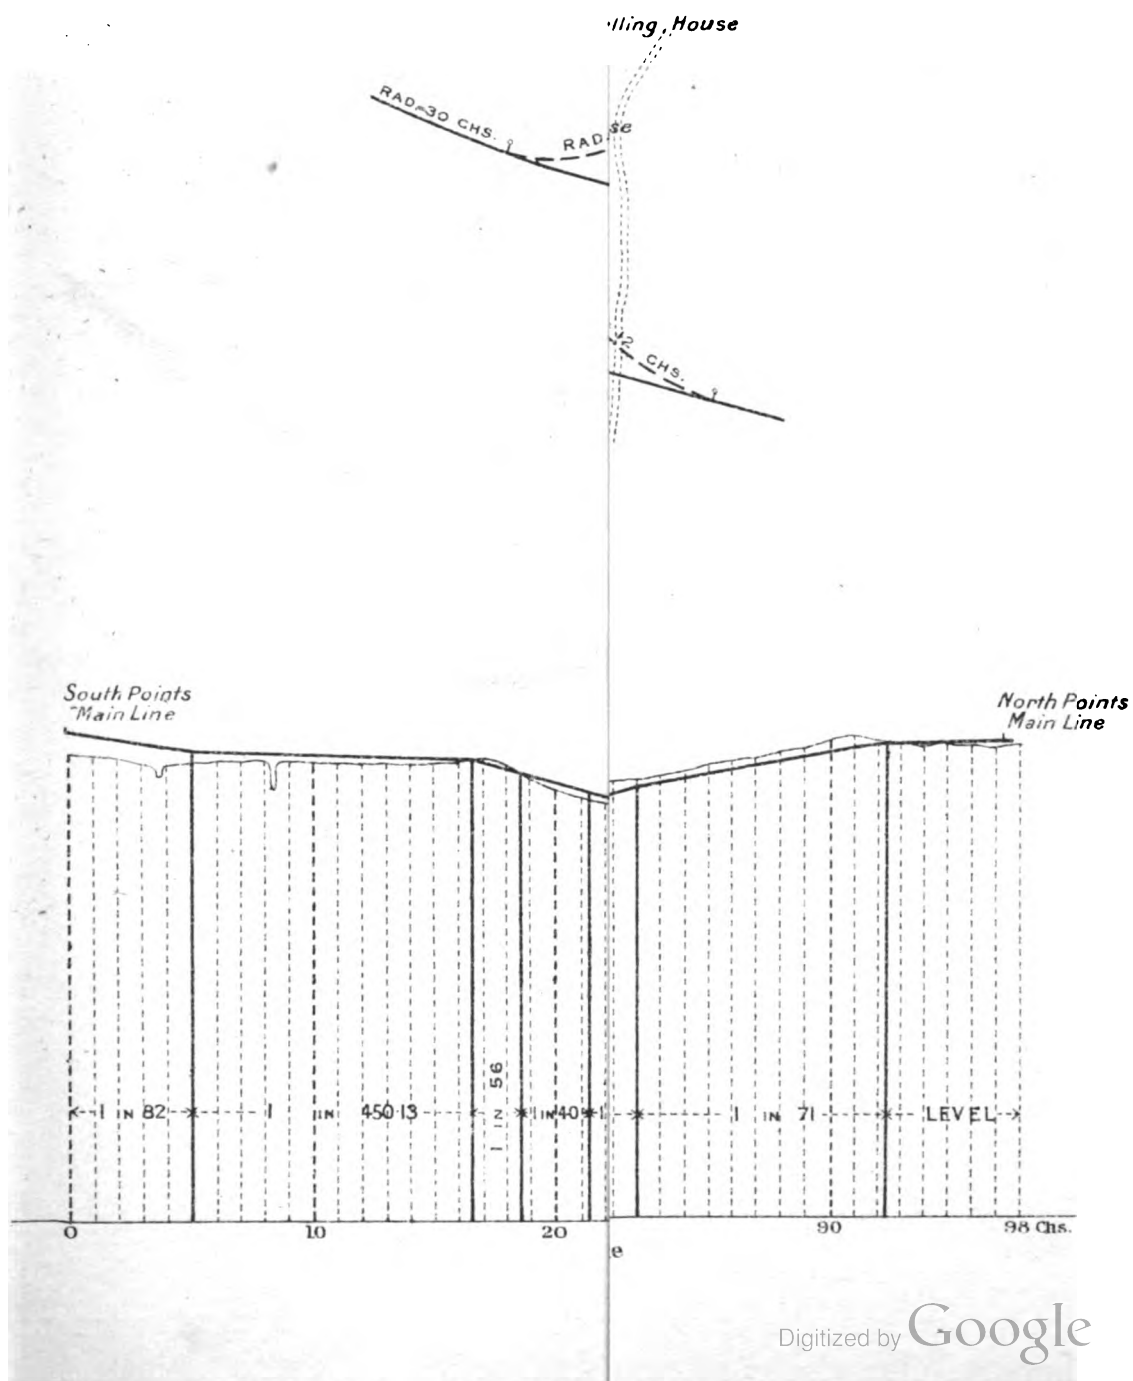 lling, House
RAD=30 CHS.
RAD.
se
42 CHS.
South Points
Main Line
North Points
Main Line
1 IN 82
1 IN 450·13
1 IN 56
1 IN 40
1
1 IN 71
LEVEL
0
10
20
90
98 Chs.
e
Digitized by Google